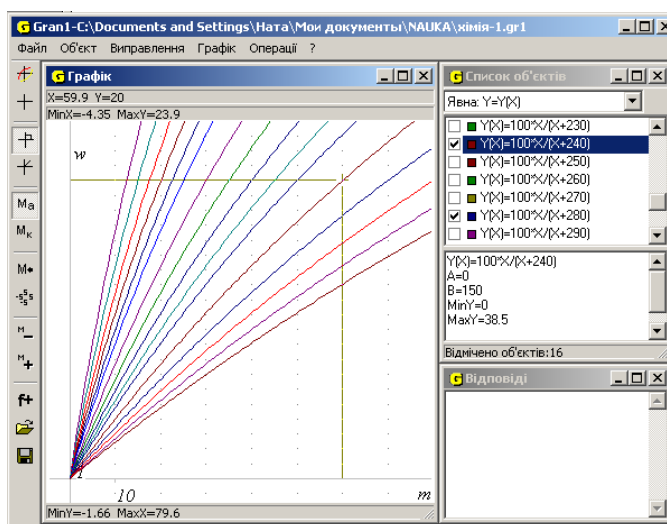 Gran1-C:\Documents and Settings\Ната\Мои документы\NAUKA\хімія-1.gr1
Файл Об'єкт Виправлення Графік Операції ?
Графік
X=59.9 Y=20
MinX=-4.35 MaxY=23.9
w
1
10
m
MinY=-1.66 MaxX=79.6
Ma
Mк
M*
M
M
f+
Список об'єктів
Явна: Y=Y(X)
Y(X)=100*X/(X+230)
Y(X)=100*X/(X+240)
Y(X)=100*X/(X+250)
Y(X)=100*X/(X+260)
Y(X)=100*X/(X+270)
Y(X)=100*X/(X+280)
Y(X)=100*X/(X+290)
Y(X)=100*X/(X+240)
A=0
B=150
MinY=0
MaxY=38.5
Відмічено об'єктів:16
Відповіді